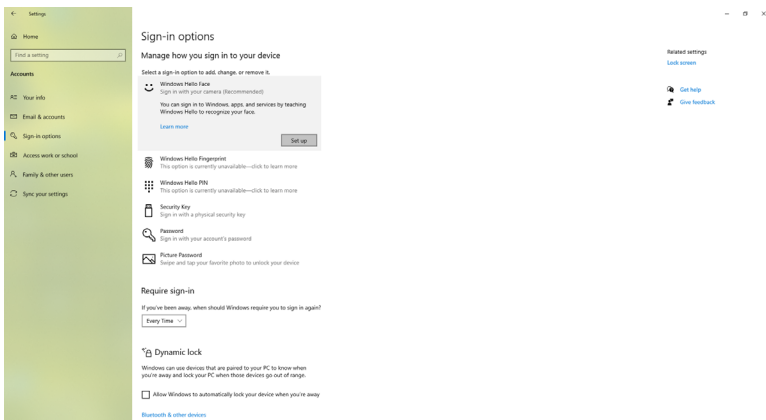 Settings
Home
Find a setting
Accounts
Your info
Email & accounts
Sign-in options
Access work or school
Family & other users
Sync your settings
Sign-in options
Manage how you sign in to your device
Select a sign-in option to add, change, or remove it.
Windows Hello Face
Sign in with your camera (Recommended)
You can sign in to Windows, apps, and services by teaching
Windows Hello to recognize your face.
Learn more
Set up
Windows Hello Fingerprint
This option is currently unavailable—click to learn more
Windows Hello PIN
This option is currently unavailable—click to learn more
Security Key
Sign in with a physical security key
Password
Sign in with your account's password
Picture Password
Swipe and tap your favorite photo to unlock your device
Require sign-in
If you've been away, when should Windows require you to sign in again?
Every Time
Dynamic lock
Windows can use devices that are paired to your PC to know when
you're away and lock your PC when those devices go out of range.
Allow Windows to automatically lock your device when you're away
Bluetooth & other devices
Related settings
Lock screen
Get help
Give feedback